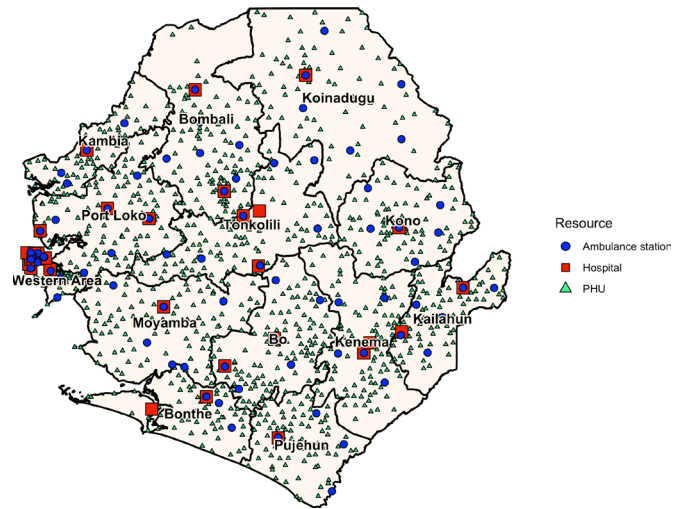 Koinadugu
Bombali
Kambia
Port Loko
Tonkolili
Kono
Western Area
Moyamba
Bo
Kenema
Kailahun
Bonthe
Pujehun
Resource
Ambulance station
Hospital
PHU